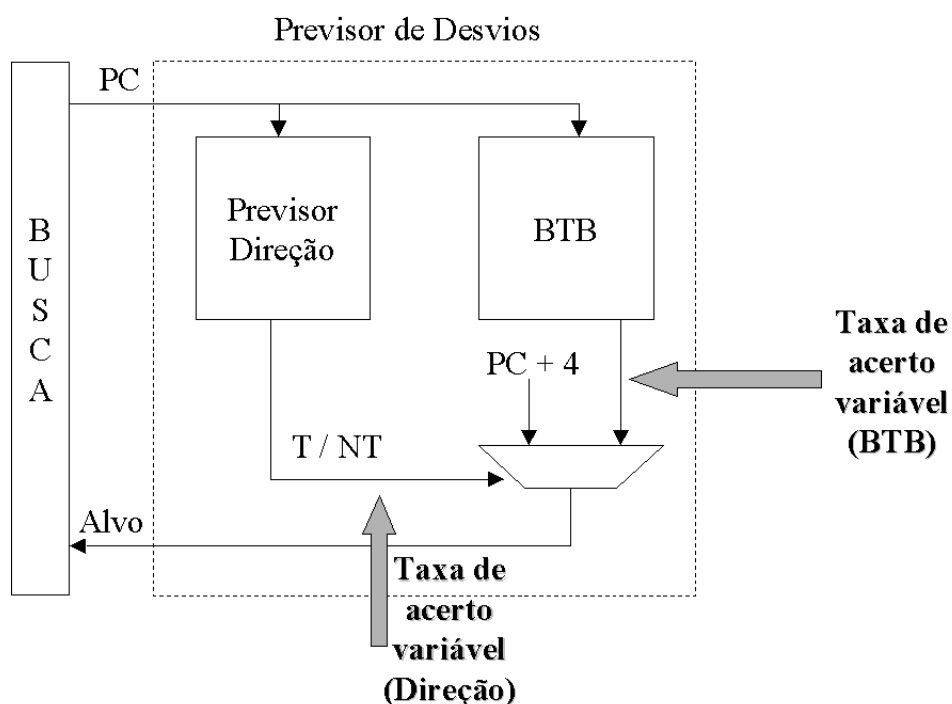 Previsor de Desvios
PC
B
U
S
C
A
Previsor
Direção
BTB
PC + 4
T / NT
Alvo
Taxa de
acerto
variável
(BTB)
Taxa de
acerto
variável
(Direção)